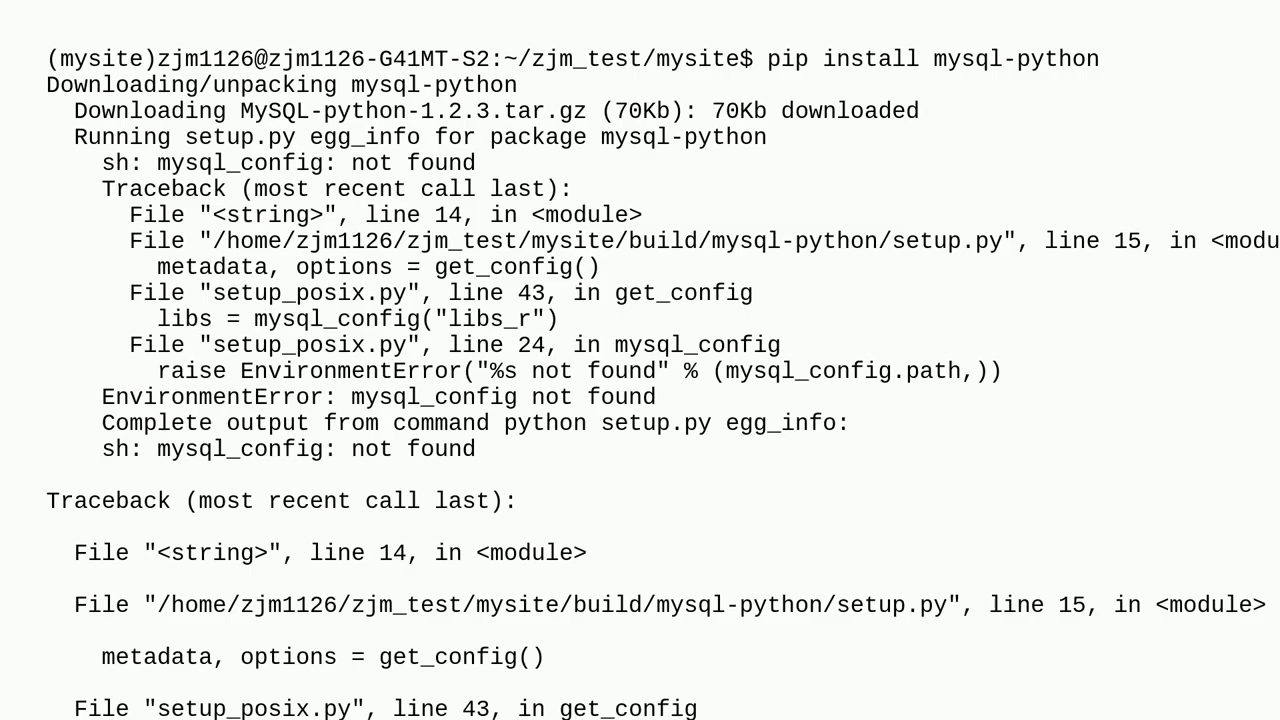 (mysite)zjm1126@zjm1126-G41MT-S2:~/zjm_test/mysite$ pip install mysql-python
Downloading/unpacking mysql-python
  Downloading MySQL-python-1.2.3.tar.gz (70Kb): 70Kb downloaded
  Running setup.py egg_info for package mysql-python
    sh: mysql_config: not found
    Traceback (most recent call last):
      File "<string>", line 14, in <module>
      File "/home/zjm1126/zjm_test/mysite/build/mysql-python/setup.py", line 15, in <modu
        metadata, options = get_config()
      File "setup_posix.py", line 43, in get_config
        libs = mysql_config("libs_r")
      File "setup_posix.py", line 24, in mysql_config
        raise EnvironmentError("%s not found" % (mysql_config.path,))
    EnvironmentError: mysql_config not found
    Complete output from command python setup.py egg_info:
    sh: mysql_config: not found

Traceback (most recent call last):

  File "<string>", line 14, in <module>

  File "/home/zjm1126/zjm_test/mysite/build/mysql-python/setup.py", line 15, in <module>

    metadata, options = get_config()

  File "setup_posix.py", line 43, in get_config